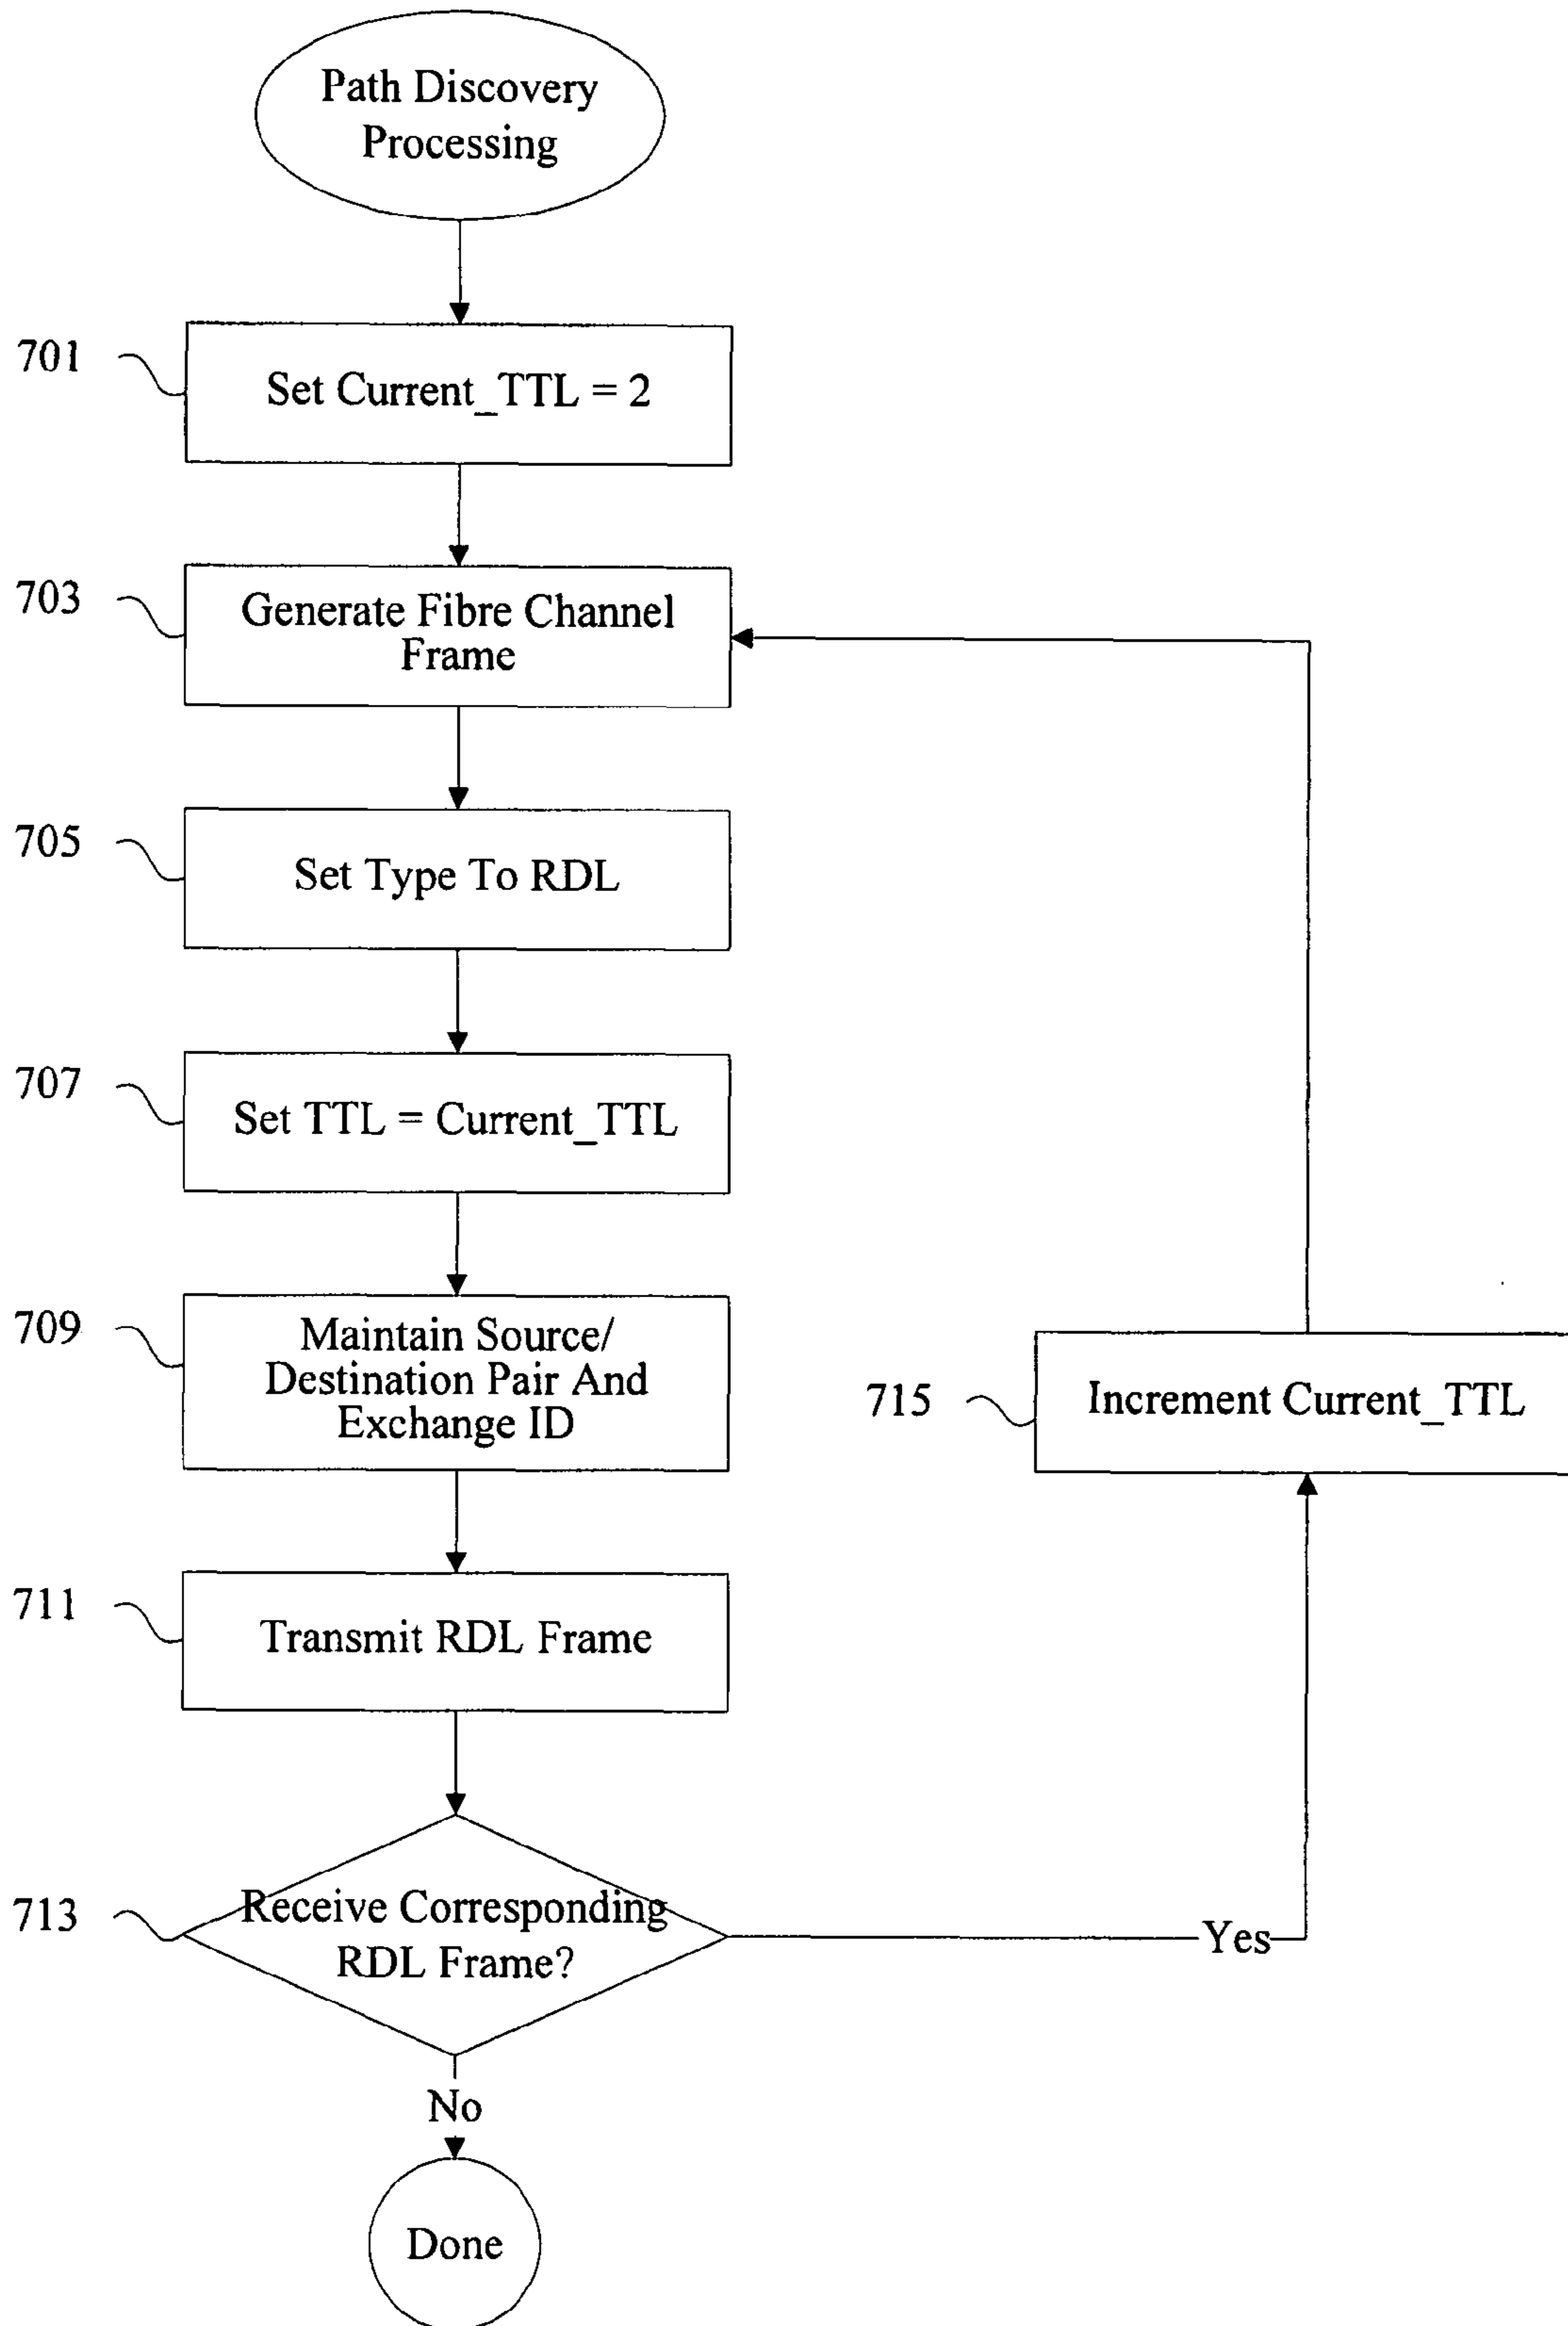 Path Discovery
Processing
701
Set Current_TTL = 2
703
Generate Fibre Channel
Frame
705
Set Type To RDL
707
Set TTL = Current_TTL
709
Maintain Source/
Destination Pair And
Exchange ID
715
Increment Current_TTL
711
Transmit RDL Frame
713
Receive Corresponding
RDL Frame?
Yes
No
Done